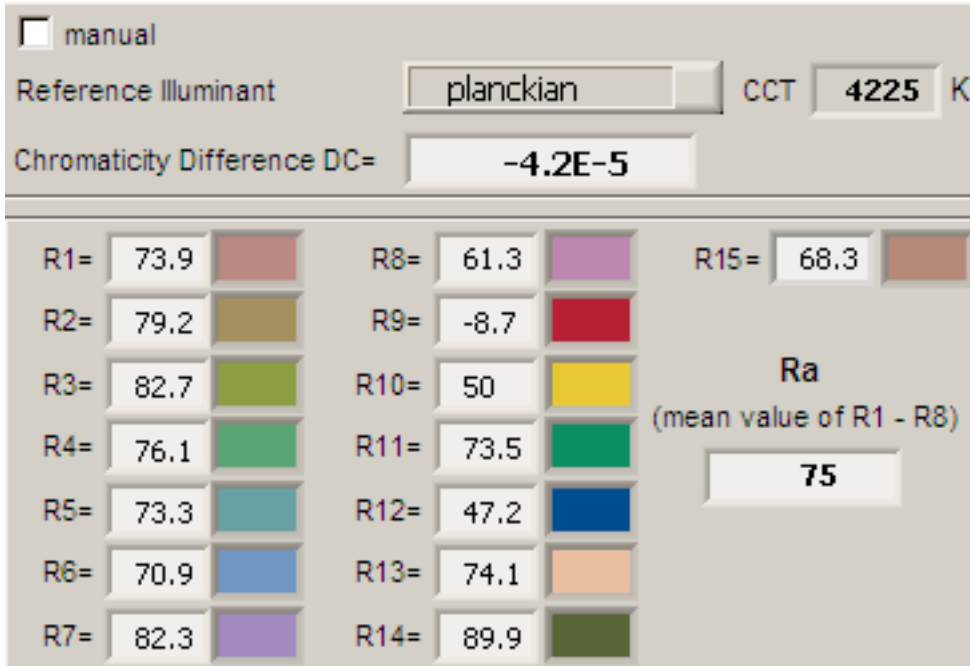 manual
Reference Illuminant planckian CCT 4225 K
Chromaticity Difference DC= -4.2E-5
R1= 73.9 R8= 61.3 R15= 68.3
R2= 79.2 R9= -8.7
R3= 82.7 R10= 50 Ra
(mean value of R1 - R8)
R4= 76.1 R11= 73.5
75
R5= 73.3 R12= 47.2
R6= 70.9 R13= 74.1
R7= 82.3 R14= 89.9